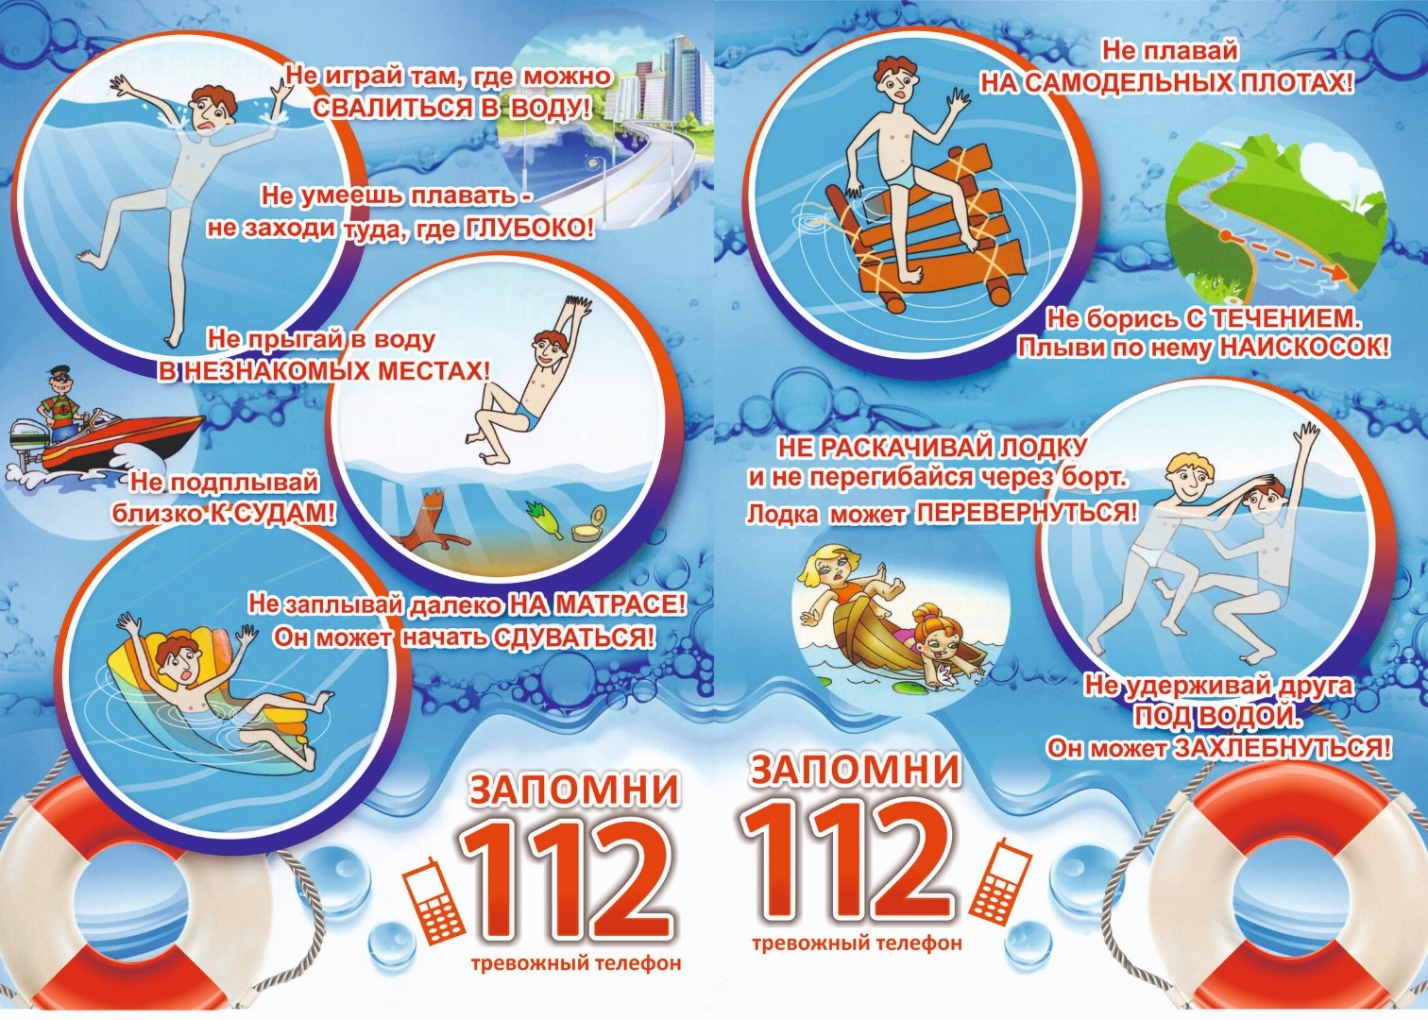 Не играй там, где можно
СВАЛИТЬСЯ В ВОДУ!
Не умеешь плавать -
не заходи туда, где ГЛУБОКО!
Не прыгай в воду
В НЕЗНАКОМЫХ МЕСТАХ!
Не подплывай
близко К СУДАМ!
Не заплывай далеко НА МАТРАСЕ!
Он может начать СДУВАТЬСЯ!
ЗАПОМНИ
112
тревожный телефон
Не плавай
НА САМОДЕЛЬНЫХ ПЛОТАХ!
Не борись С ТЕЧЕНИЕМ.
Плыви по нему НАИСКОСОК!
НЕ РАСКАЧИВАЙ ЛОДКУ
и не перегибайся через борт.
Лодка может ПЕРЕВЕРНУТЬСЯ!
Не удерживай друга
ПОД ВОДОЙ.
Он может ЗАХЛЕБНУТЬСЯ!
ЗАПОМНИ
112
тревожный телефон